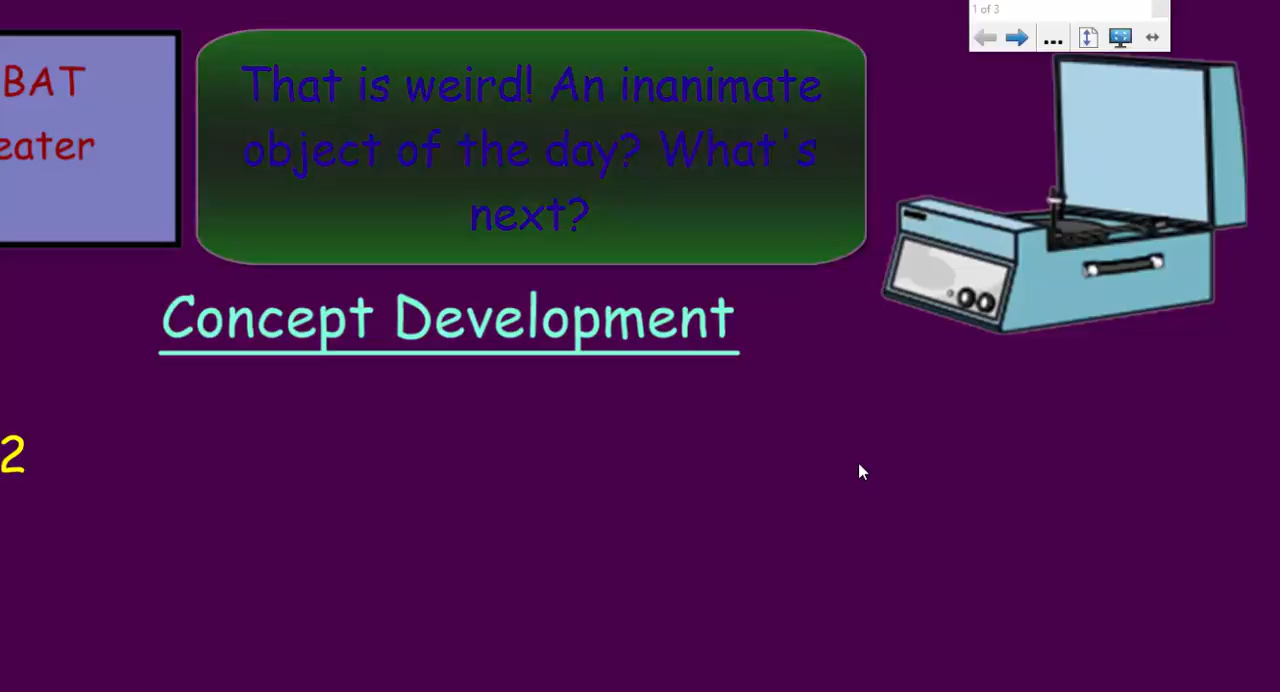 1 of 3
BAT
eater
That is weird! An inanimate
object of the day? What's
next?
Concept Development
2